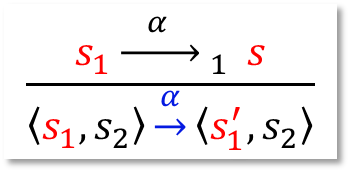 s₁ —α→ ₁ s
⟨s₁, s₂⟩ —α→ ⟨s₁′, s₂⟩